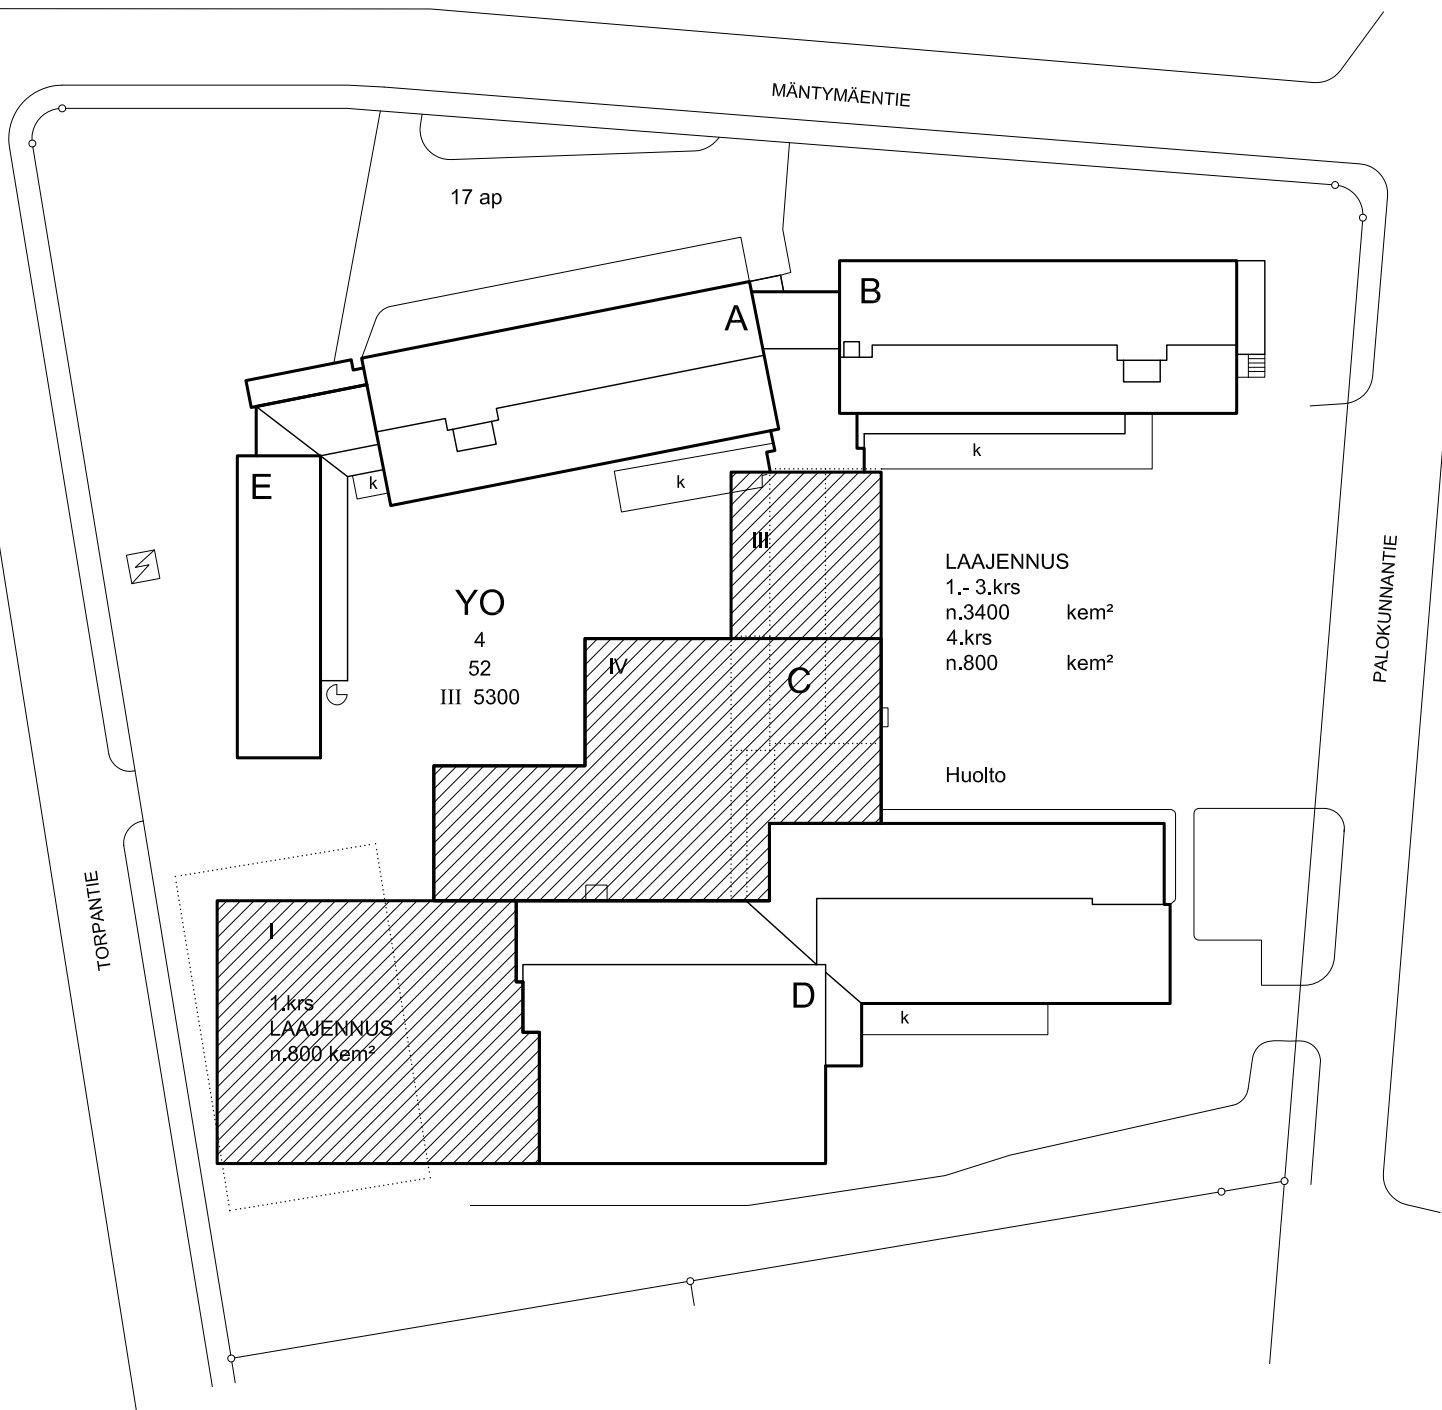 MÄNTYMÄENTIE
17 ap
A
B
k
k
k
E
III
LAAJENNUS
1.- 3.krs
n.3400 kem²
4.krs
n.800 kem²
PALOKUNNANTIE
YO
4
52
III 5300
IV
C
Huolto
TORPANTIE
I
1.krs
LAAJENNUS
n.800 kem²
D
k